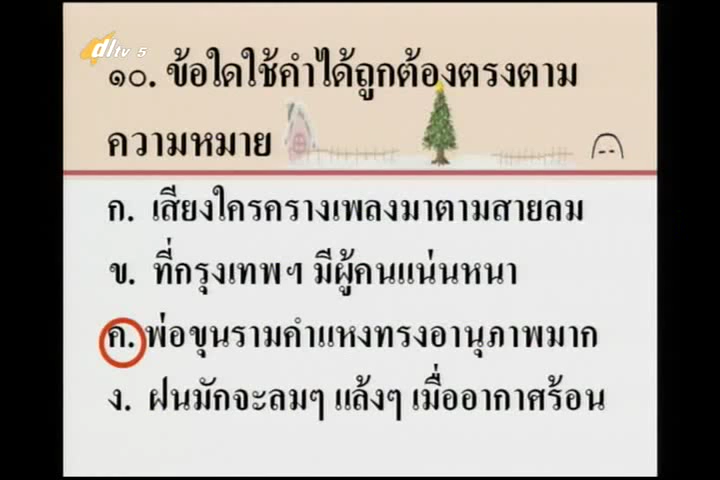 dltv 5
๑๐. ข้อใดใช้คำได้ถูกต้องตรงตาม
ความหมาย
ก. เสียงใครครางเพลงมาตามสายลม
ข. ที่กรุงเทพฯ มีผู้คนแน่นหนา
ค. พ่อขุนรามคำแหงทรงอานุภาพมาก
ง. ฝนมักจะลมๆ แล้งๆ เมื่ออากาศร้อน